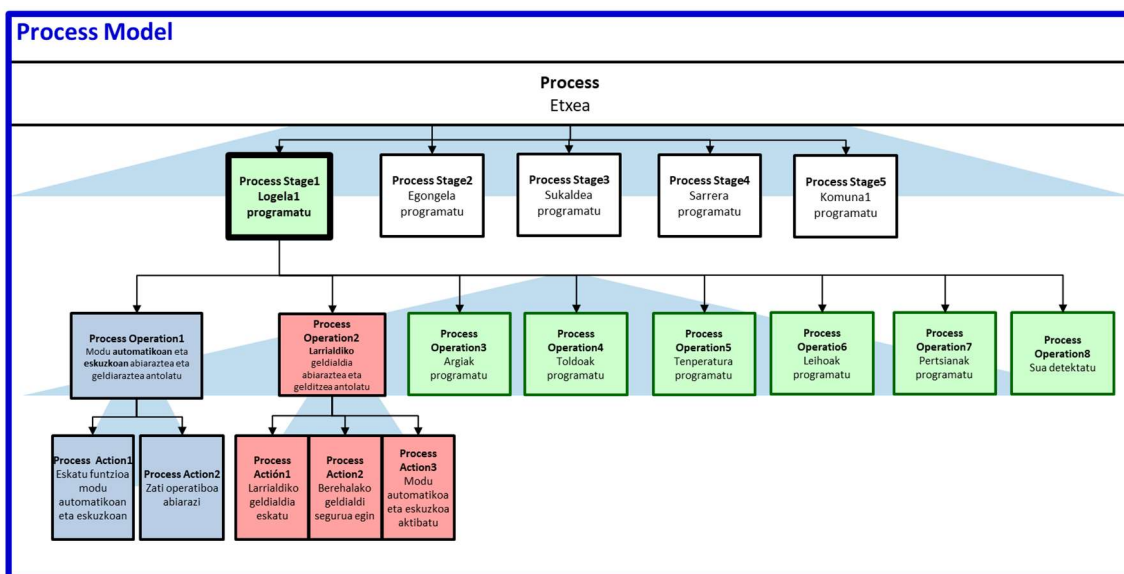 Process Model
Process
Etxea
Process Stage1
Logela1
programatu
Process Stage2
Egongela
programatu
Process Stage3
Sukaldea
programatu
Process Stage4
Sarrera
programatu
Process Stage5
Komuna1
programatu
Process Operation1
Modu automatikoan eta
eskuzkoan abiaraztea eta
geldiaraztea antolatu
Process
Operation2
Larrialdiko
geldialdia
abiaraztea eta
gelditzea antolatu
Process
Operation3
Argiak
programatu
Process
Operation4
Toldoak
programatu
Process
Operation5
Tenperatura
programatu
Process
Operatio6
Leihoak
programatu
Process
Operation7
Pertsianak
programatu
Process
Operation8
Sua detektatu
Process Action1
Eskatu funtzioa
modu
automatikoan
eta eskuzkoan
Process Action2
Zati operatiboa
abiarazi
Process
Actión1
Larrialdiko
geldialdia
eskatu
Process
Action2
Berehalako
geldialdi
segurua egin
Process
Action3
Modu
automatikoa
eta eskuzkoa
aktibatu